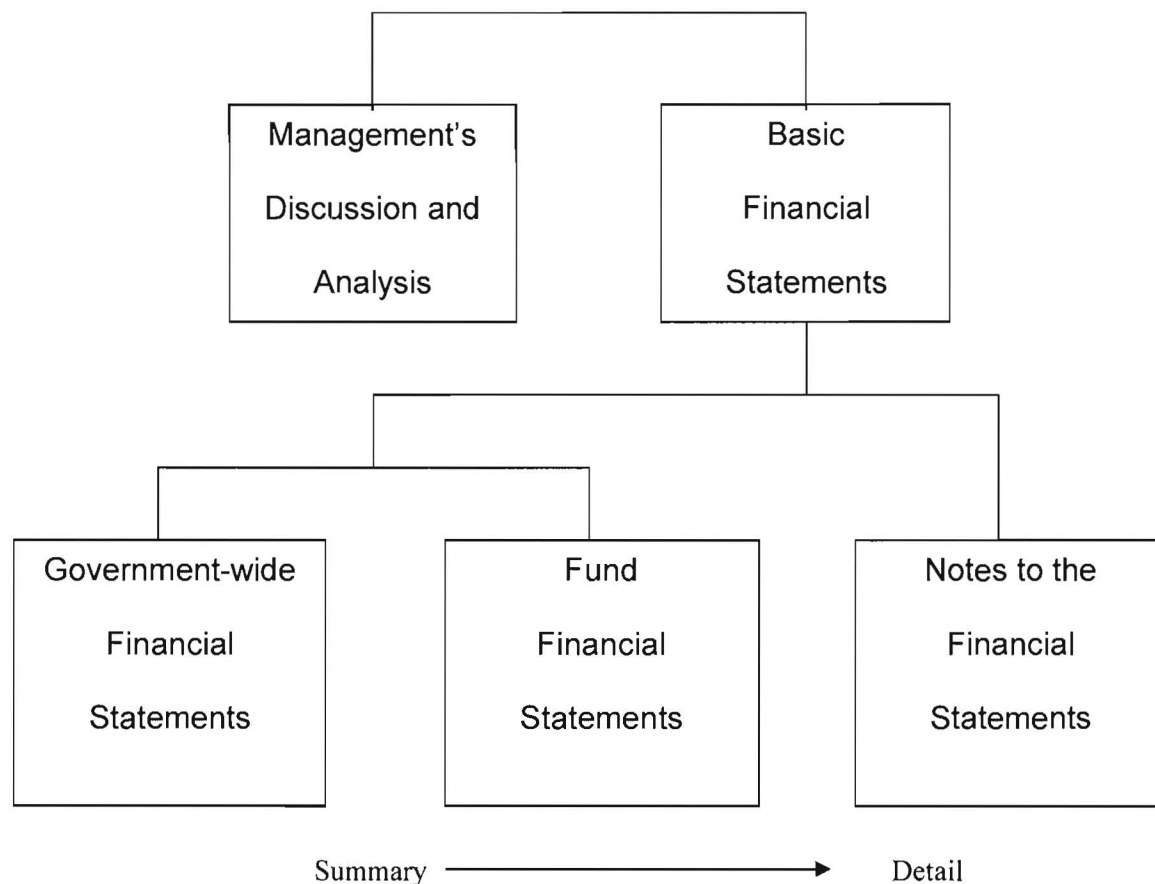 Management's
Discussion and
Analysis
Basic
Financial
Statements
Government-wide
Financial
Statements
Fund
Financial
Statements
Notes to the
Financial
Statements
Summary
Detail